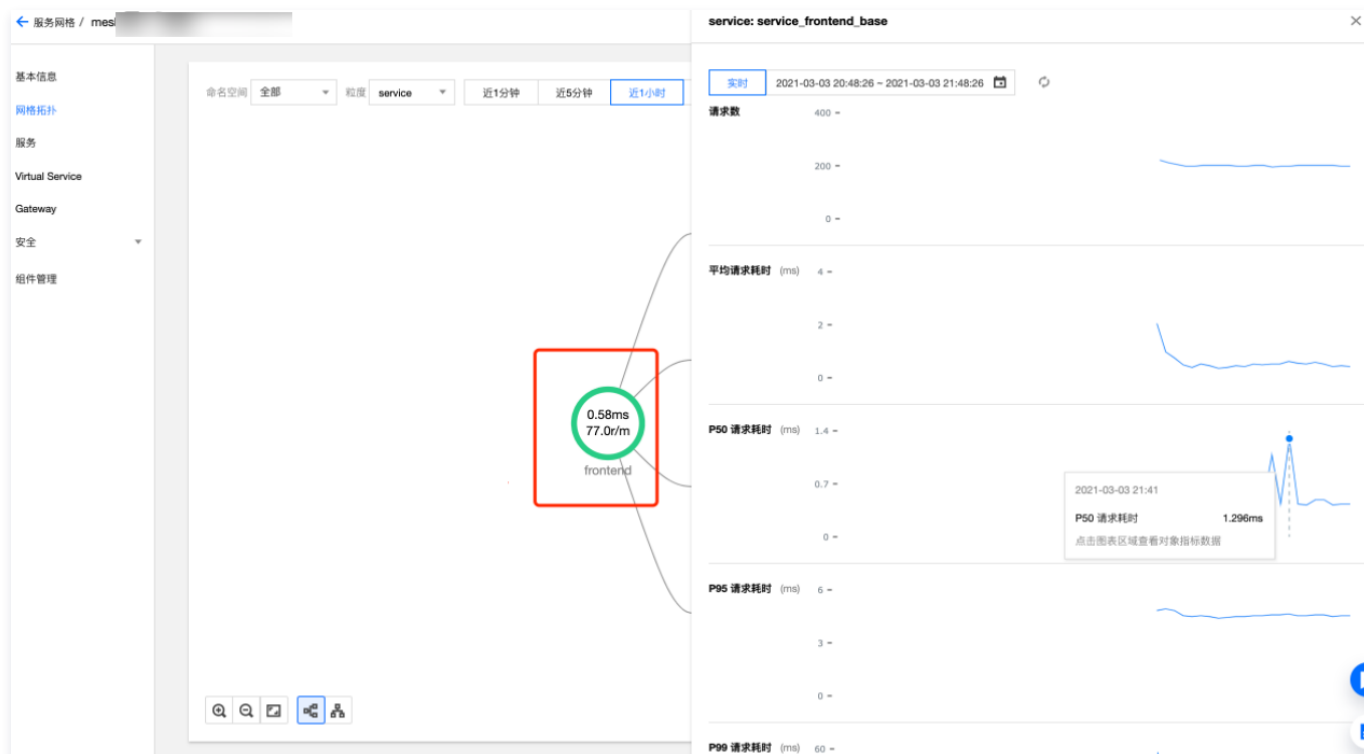 服务网格 / mes
基本信息
网格拓扑
服务
Virtual Service
Gateway
安全
组件管理
命名空间 全部 粒度 service 近1分钟 近5分钟 近1小时
0.58ms
77.0r/m
frontend
service: service_frontend_base
实时 2021-03-03 20:48:26 ~ 2021-03-03 21:48:26
请求数
400
200
0
平均请求耗时 (ms)
4
2
0
P50 请求耗时 (ms)
1.4
0.7
0
2021-03-03 21:41
P50 请求耗时 1.296ms
点击图表区域查看对象指标数据
P95 请求耗时 (ms)
6
3
0
P99 请求耗时 (ms)
60